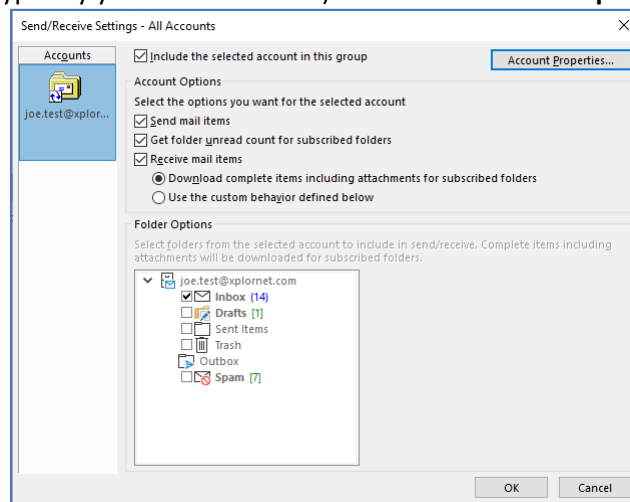 Send/Receive Settings - All Accounts
Accounts
joe.test@xplor...
Include the selected account in this group
Account Properties...
Account Options
Select the options you want for the selected account
Send mail items
Get folder unread count for subscribed folders
Receive mail items
Download complete items including attachments for subscribed folders
Use the custom behavior defined below
Folder Options
Select folders from the selected account to include in send/receive. Complete items including
attachments will be downloaded for subscribed folders.
joe.test@xplornet.com
Inbox (14)
Drafts [1]
Sent Items
Trash
Outbox
Spam [7]
OK Cancel